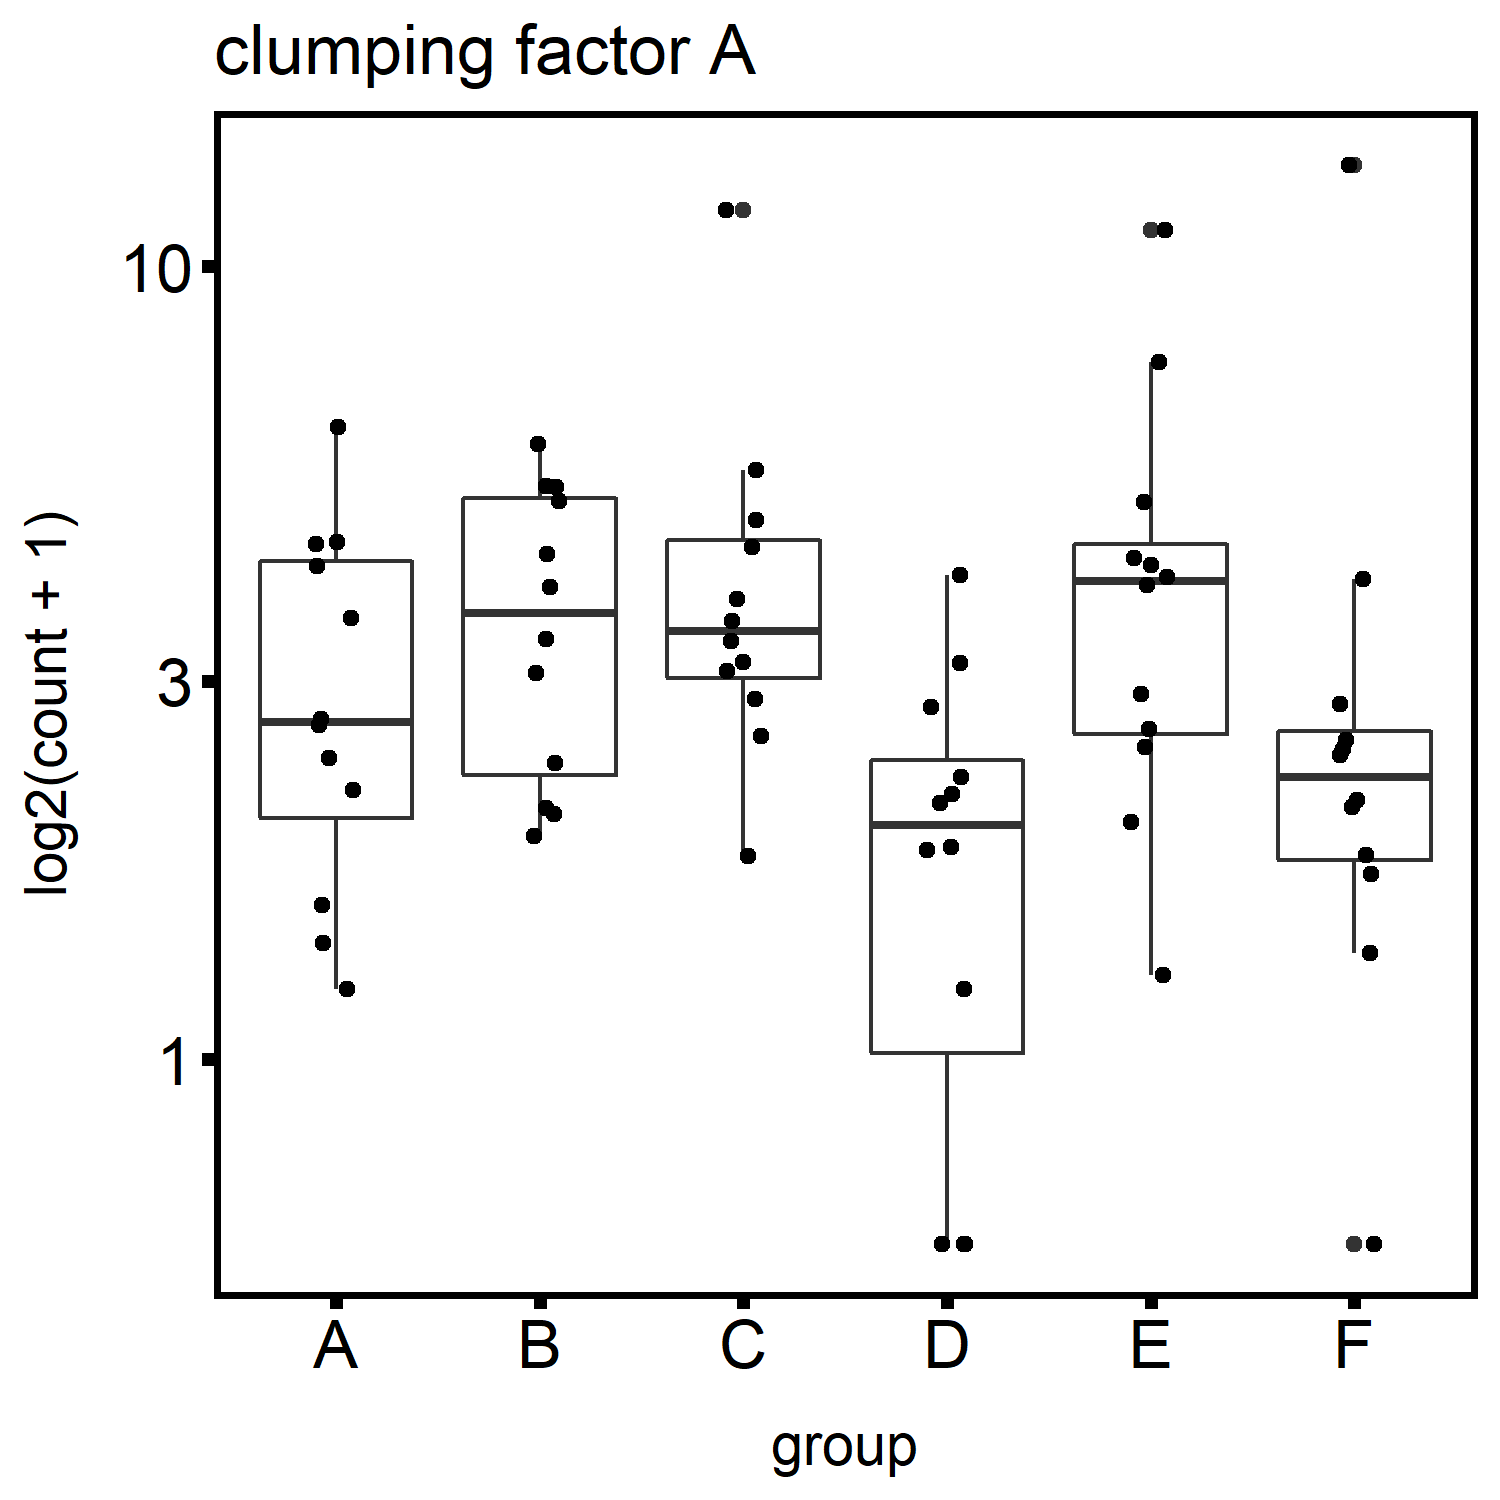 clumping factor A
log2(count + 1)
10
3
1
A B C D E F
group